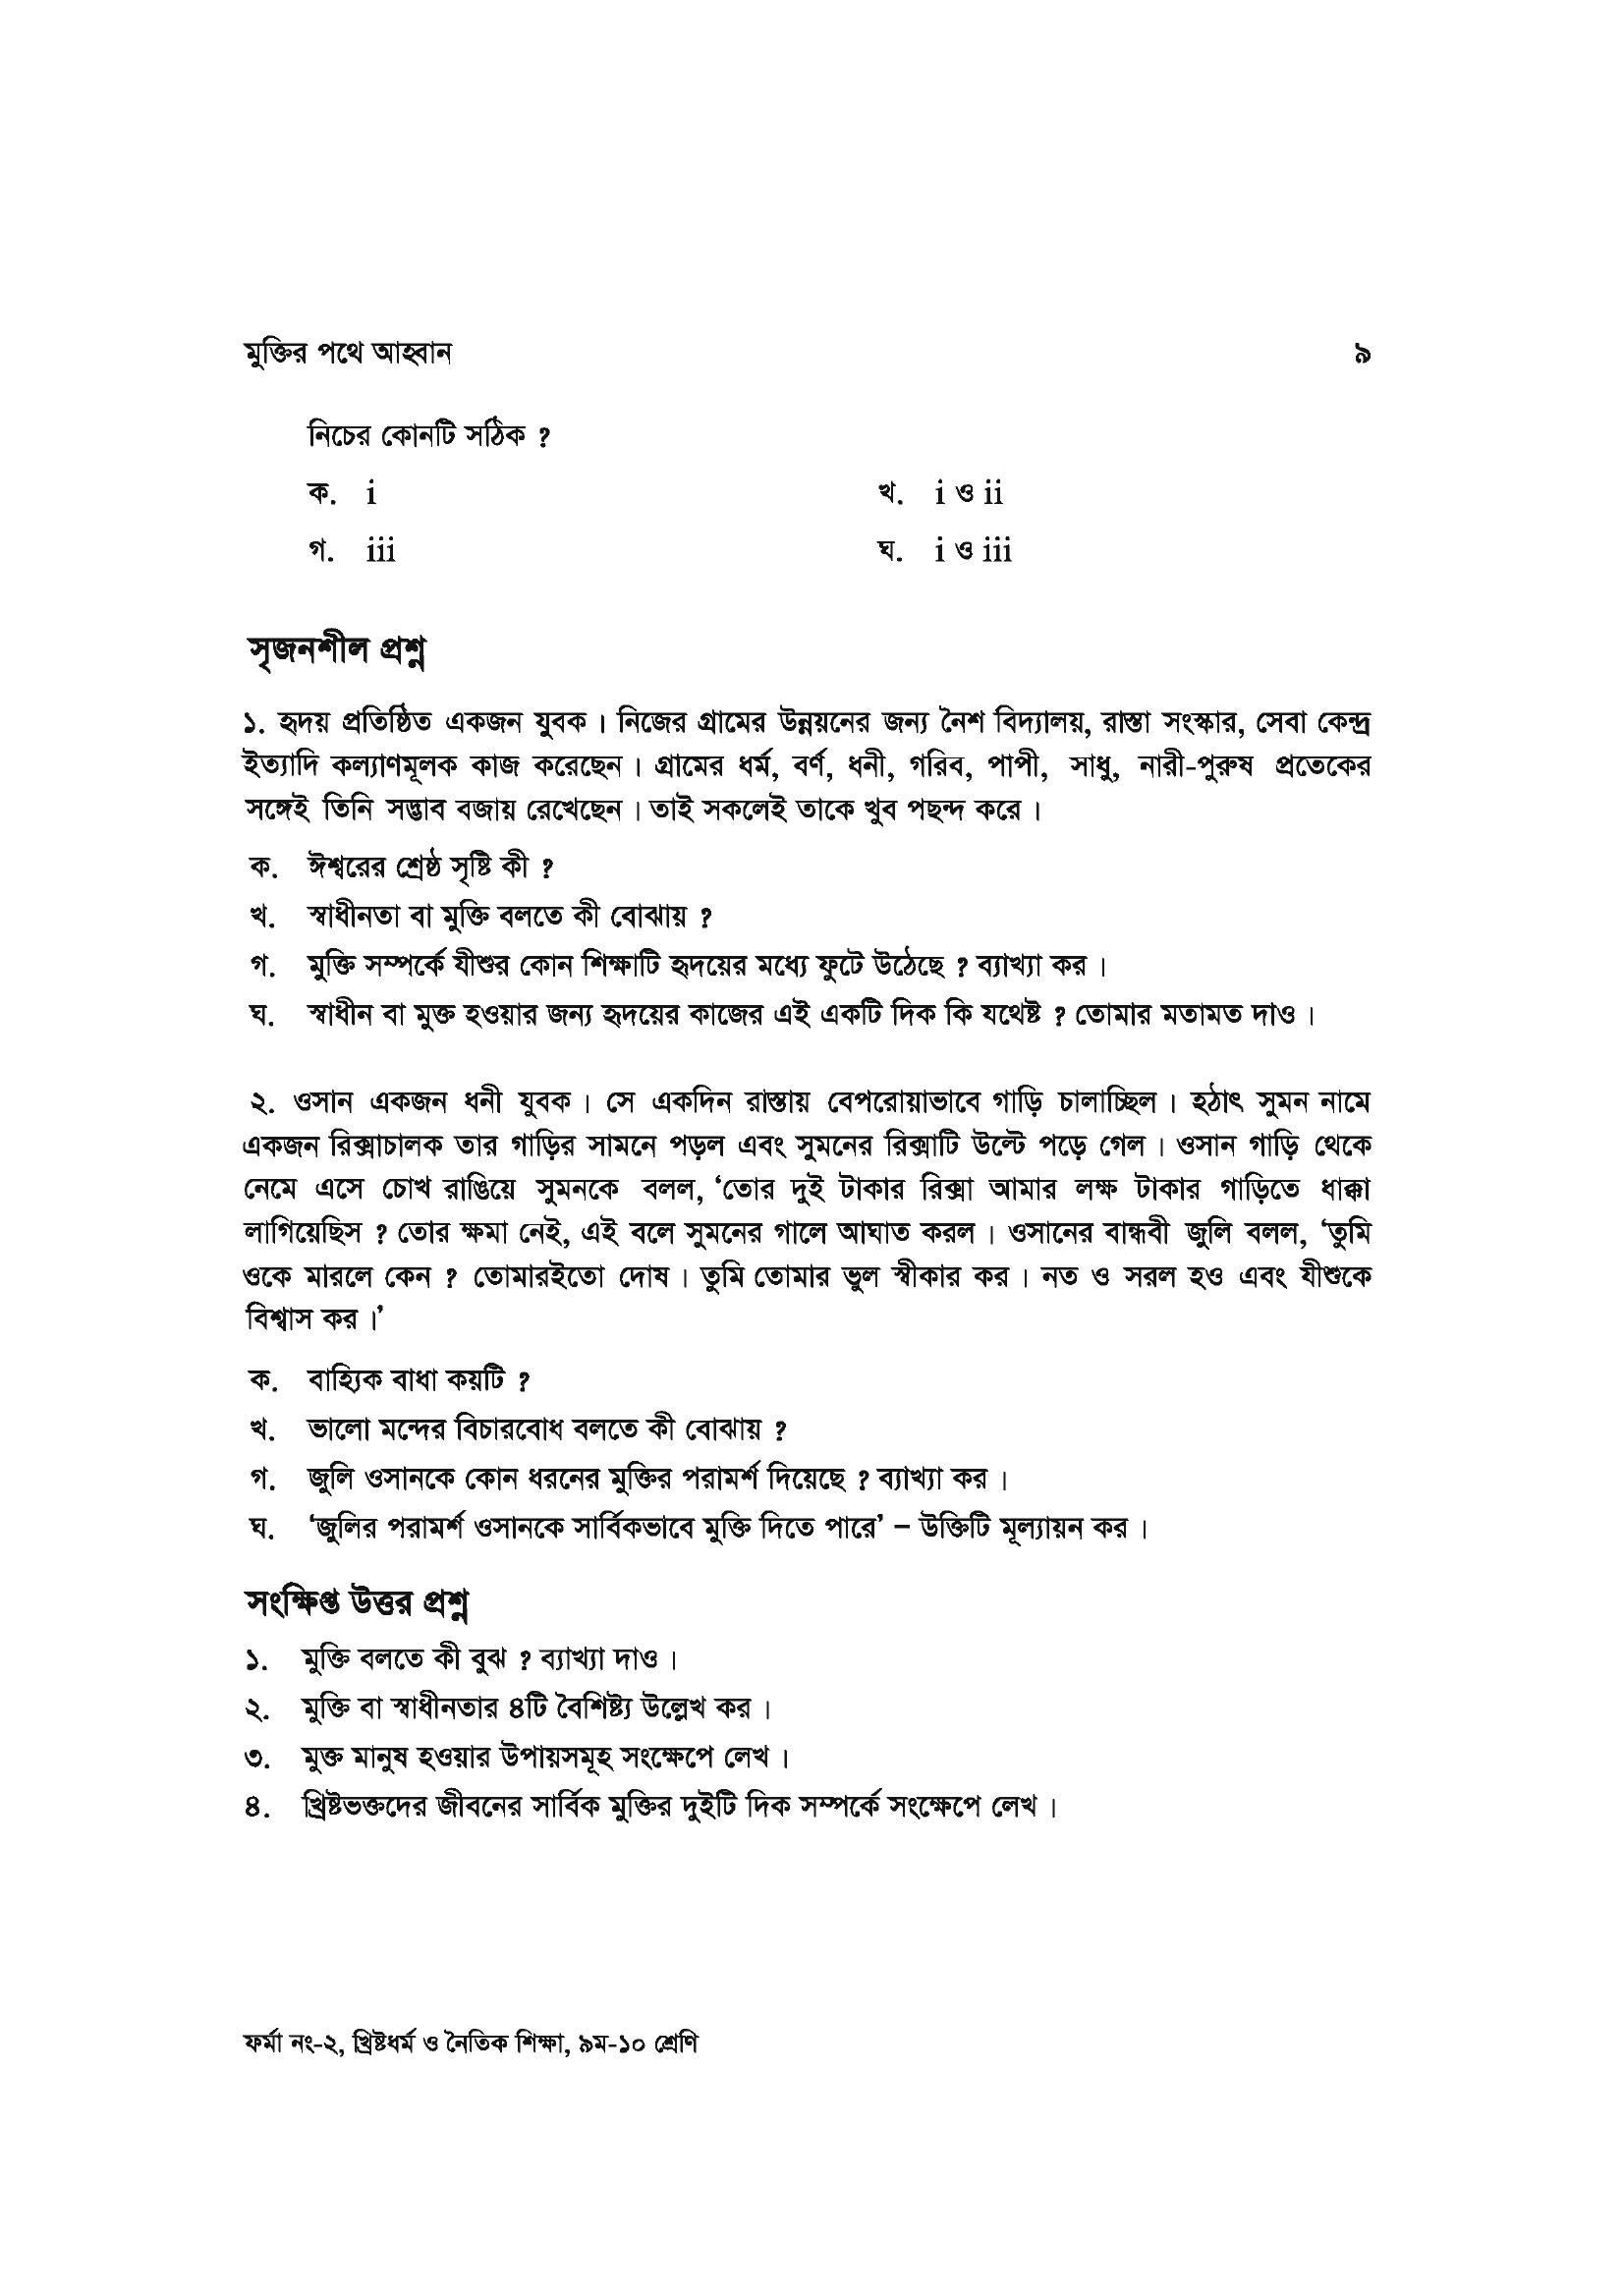 মুক্তির পথে আহ্বান ৯
নিচের কোনটি সঠিক ?
ক. i খ. i ও ii
গ. iii ঘ. i ও iii
সৃজনশীল প্রশ্ন
১. হৃদয় প্রতিষ্ঠিত একজন যুবক । নিজের গ্রামের উন্নয়নের জন্য নৈশ বিদ্যালয়, রাস্তা সংস্কার, সেবা কেন্দ্র
ইত্যাদি কল্যাণমূলক কাজ করেছেন । গ্রামের ধর্ম, বর্ণ, ধনী, গরিব, পাপী, সাধু, নারী-পুরুষ প্রতেকের
সঙ্গেই তিনি সদ্ভাব বজায় রেখেছেন । তাই সকলেই তাকে খুব পছন্দ করে ।
ক. ঈশ্বরের শ্রেষ্ঠ সৃষ্টি কী ?
খ. স্বাধীনতা বা মুক্তি বলতে কী বোঝায় ?
গ. মুক্তি সম্পর্কে যীশুর কোন শিক্ষাটি হৃদয়ের মধ্যে ফুটে উঠেছে ? ব্যাখ্যা কর ।
ঘ. স্বাধীন বা মুক্ত হওয়ার জন্য হৃদয়ের কাজের এই একটি দিক কি যথেষ্ট ? তোমার মতামত দাও ।
২. ওসান একজন ধনী যুবক । সে একদিন রাস্তায় বেপরোয়াভাবে গাড়ি চালাচ্ছিল । হঠাৎ সুমন নামে
একজন রিক্সাচালক তার গাড়ির সামনে পড়ল এবং সুমনের রিক্সাটি উল্টে পড়ে গেল । ওসান গাড়ি থেকে
নেমে এসে চোখ রাঙিয়ে সুমনকে বলল, ‘তোর দুই টাকার রিক্সা আমার লক্ষ টাকার গাড়িতে ধাক্কা
লাগিয়েছিস ? তোর ক্ষমা নেই, এই বলে সুমনের গালে আঘাত করল । ওসানের বান্ধবী জুলি বলল, ‘তুমি
ওকে মারলে কেন ? তোমারইতো দোষ । তুমি তোমার ভুল স্বীকার কর । নত ও সরল হও এবং যীশুকে
বিশ্বাস কর ।’
ক. বাহ্যিক বাধা কয়টি ?
খ. ভালো মন্দের বিচারবোধ বলতে কী বোঝায় ?
গ. জুলি ওসানকে কোন ধরনের মুক্তির পরামর্শ দিয়েছে ? ব্যাখ্যা কর ।
ঘ. ‘জুলির পরামর্শ ওসানকে সার্বিকভাবে মুক্তি দিতে পারে’ – উক্তিটি মূল্যায়ন কর ।
সংক্ষিপ্ত উত্তর প্রশ্ন
১. মুক্তি বলতে কী বুঝ ? ব্যাখ্যা দাও ।
২. মুক্তি বা স্বাধীনতার ৪টি বৈশিষ্ট্য উল্লেখ কর ।
৩. মুক্ত মানুষ হওয়ার উপায়সমূহ সংক্ষেপে লেখ ।
৪. খ্রিষ্টভক্তদের জীবনের সার্বিক মুক্তির দুইটি দিক সম্পর্কে সংক্ষেপে লেখ ।
ফর্মা নং-২, খ্রিষ্টধর্ম ও নৈতিক শিক্ষা, ৯ম-১০ শ্রেণি